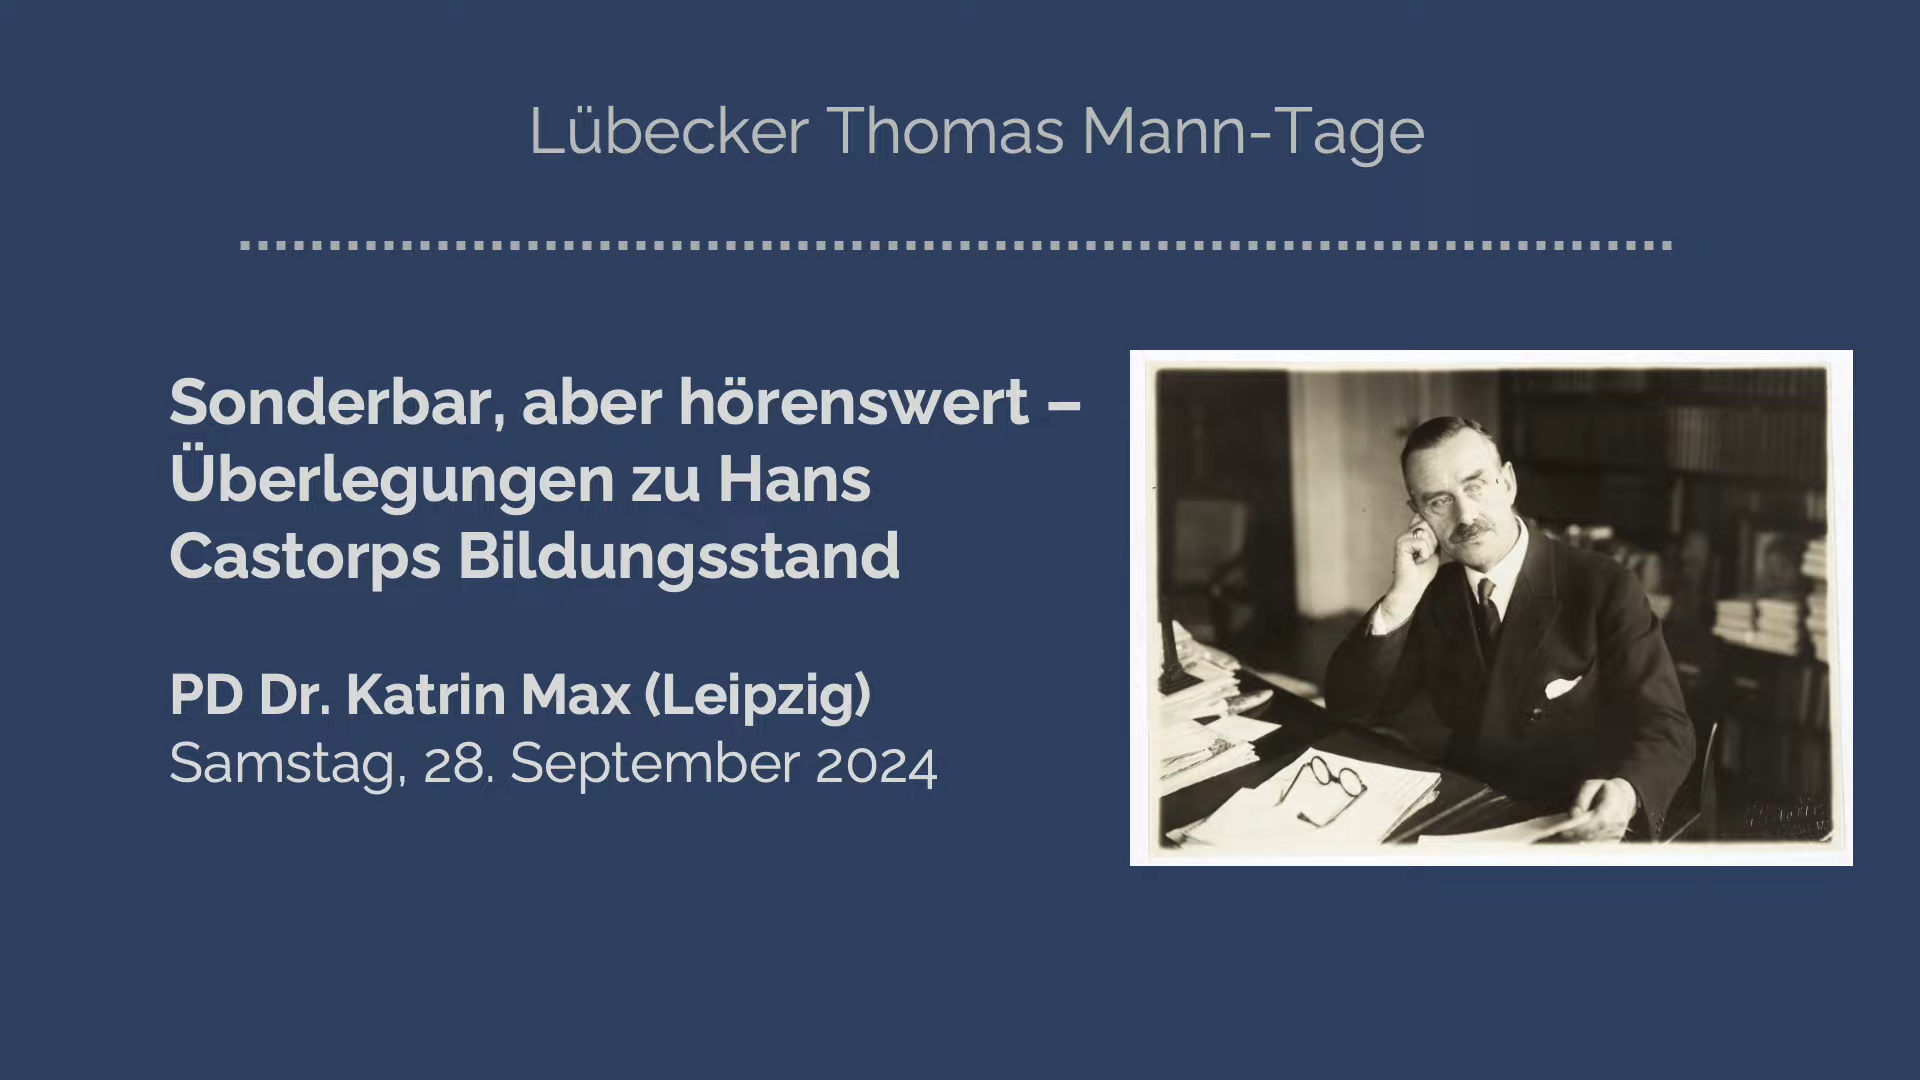 Lübecker Thomas Mann-Tage
Sonderbar, aber hörenswert –
Überlegungen zu Hans
Castorps Bildungsstand
PD Dr. Katrin Max (Leipzig)
Samstag, 28. September 2024